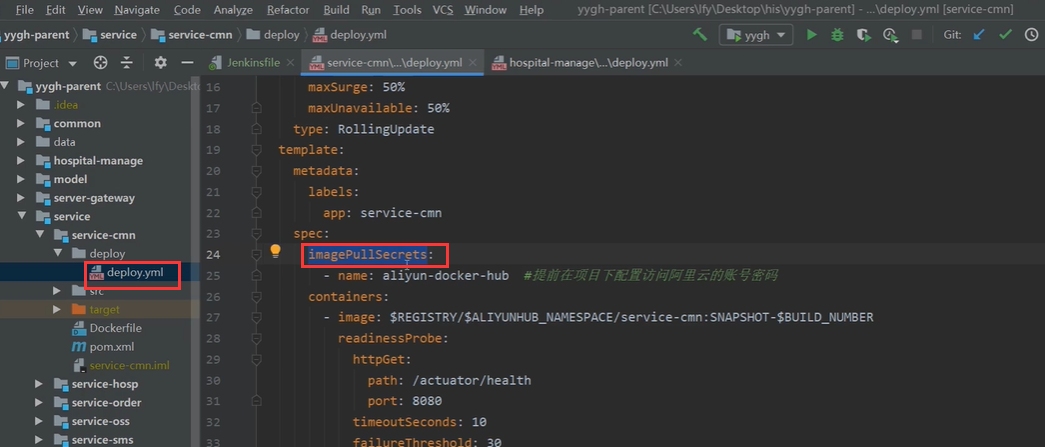 File Edit View Navigate Code Analyze Refactor Build Run Tools VCS Window Help yygh-parent [C:\Users\lfy\Desktop\his\yygh-parent] - ...\deploy.yml [service-cmn]
yygh-parent service service-cmn deploy deploy.yml yygh Git:
Project Jenkinsfile service-cmn\...\deploy.yml hospital-manage\...\deploy.yml
yygh-parent C:\Users\lfy\Deskto
.idea
common
data
hospital-manage
model
server-gateway
service
service-cmn
deploy
deploy.yml
src
target
Dockerfile
pom.xml
service-cmn.iml
service-hosp
service-order
service-oss
service-sms
16 maxSurge: 50%
17 maxUnavailable: 50%
18 type: RollingUpdate
19 template:
20 metadata:
21 labels:
22 app: service-cmn
23 spec:
24 imagePullSecrets:
25 - name: aliyun-docker-hub #提前在项目下配置访问阿里云的账号密码
26 containers:
27 - image: $REGISTRY/$ALIYUNHUB_NAMESPACE/service-cmn:SNAPSHOT-$BUILD_NUMBER
28 readinessProbe:
29 httpGet:
30 path: /actuator/health
31 port: 8080
32 timeoutSeconds: 10
33 failureThreshold: 30